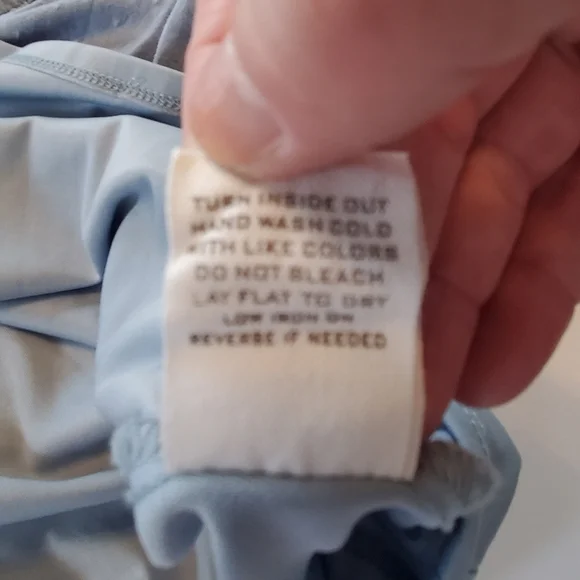 TURN INSIDE OUT
HAND WASH COLD
WITH LIKE COLORS
DO NOT BLEACH
LAY FLAT TO DRY
LOW IRON ON
REVERSE IF NEEDED